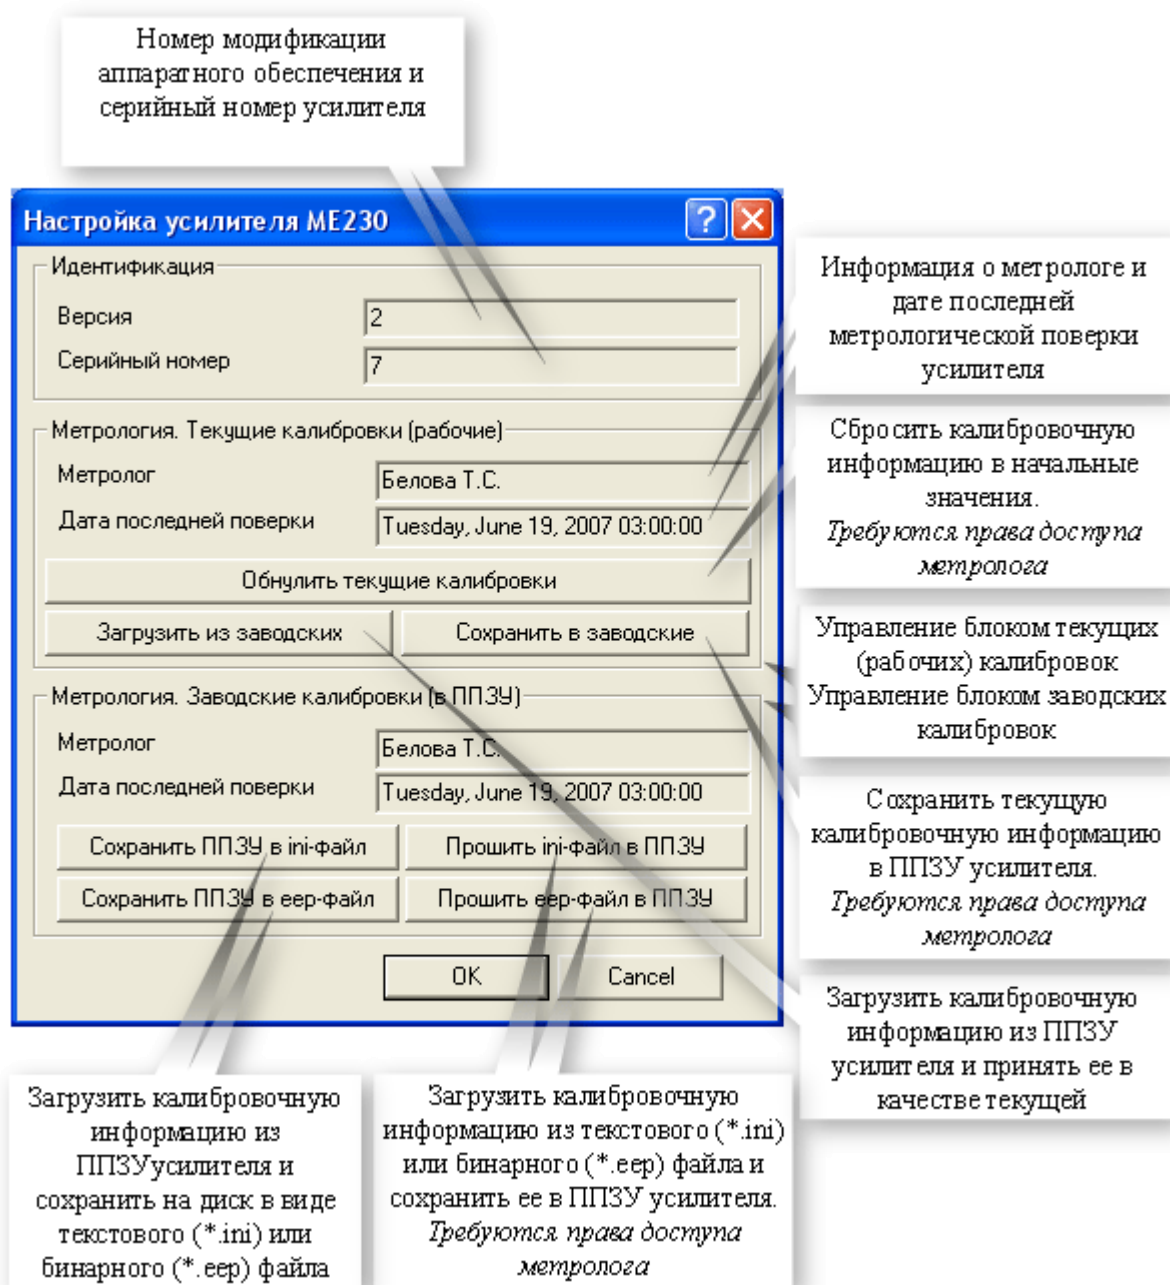 Номер модификации
аппаратного обеспечения и
серийный номер усилителя
Настройка усилителя ME230
Идентификация
Версия
2
Серийный номер
7
Метрология. Текущие калибровки (рабочие)
Метролог
Белова Т.С.
Дата последней поверки
Tuesday, June 19, 2007 03:00:00
Обнулить текущие калибровки
Загрузить из заводских
Сохранить в заводские
Метрология. Заводские калибровки (в ППЗУ)
Метролог
Белова Т.С.
Дата последней поверки
Tuesday, June 19, 2007 03:00:00
Сохранить ППЗУ в ini-файл
Прошить ini-файл в ППЗУ
Сохранить ППЗУ в eep-файл
Прошить eep-файл в ППЗУ
OK
Cancel
Информация о метрологе и
дате последней
метрологической поверки
усилителя
Сбросить калибровочную
информацию в начальные
значения.
Требуются права доступа
метролога
Управление блоком текущих
(рабочих) калибровок
Управление блоком заводских
калибровок
Сохранить текущую
калибровочную информацию
в ППЗУ усилителя.
Требуются права доступа
метролога
Загрузить калибровочную
информацию из ППЗУ
усилителя и принять ее в
качестве текущей
Загрузить калибровочную
информацию из
ППЗУусилителя и
сохранить на диск в виде
текстового (*.ini) или
бинарного (*.eep) файла
Загрузить калибровочную
информацию из текстового (*.ini)
или бинарного (*.eep) файла и
сохранить ее в ППЗУ усилителя.
Требуются права доступа
метролога